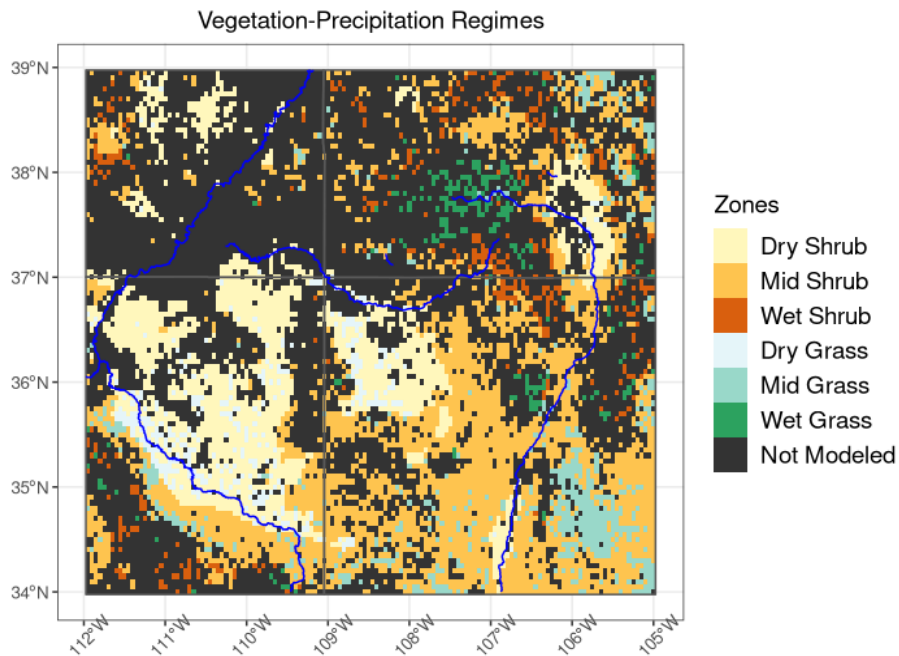 Vegetation-Precipitation Regimes
39°N
38°N
37°N
36°N
35°N
34°N
112°W
111°W
110°W
109°W
108°W
107°W
106°W
105°W
Zones
Dry Shrub
Mid Shrub
Wet Shrub
Dry Grass
Mid Grass
Wet Grass
Not Modeled